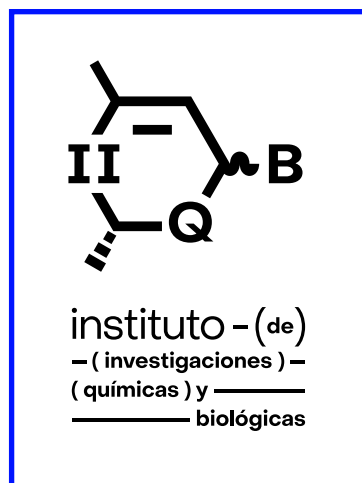 II
B
Q
instituto – (de)
– ( investigaciones ) –
( químicas ) y ———
——— biológicas